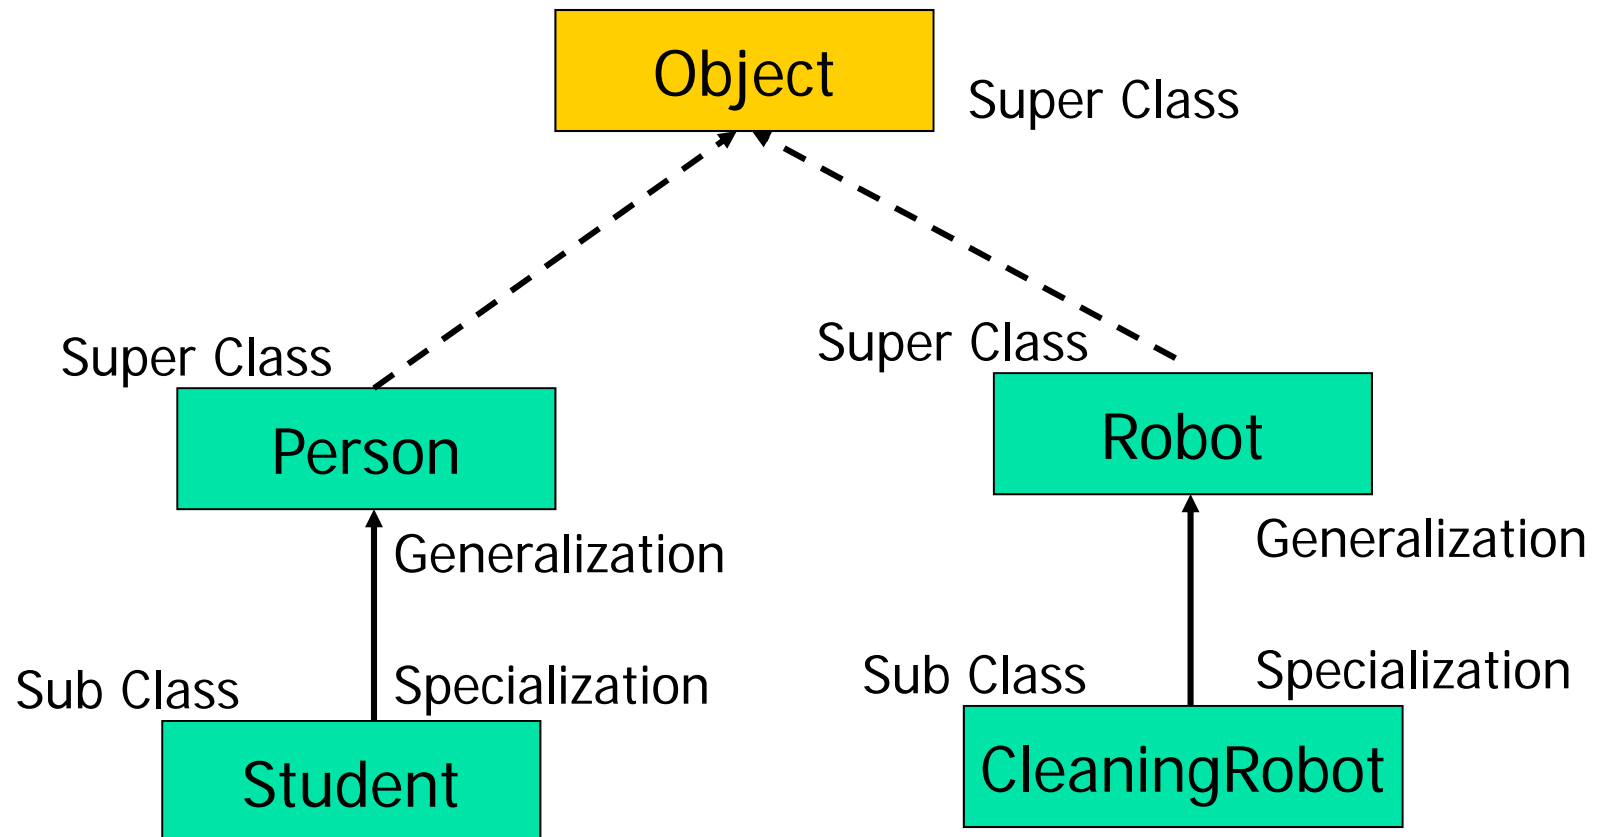 Object
Super Class
Super Class
Super Class
Person
Robot
Generalization
Generalization
Sub Class
Specialization
Sub Class
Specialization
Student
CleaningRobot